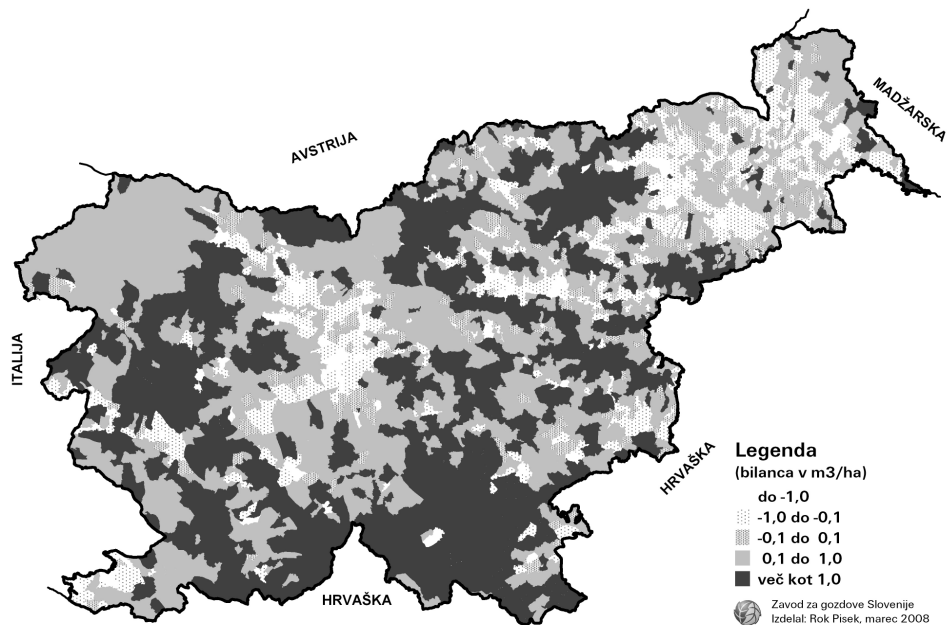 AVSTRIJA
MADŽARSKA
ITALIJA
HRVAŠKA
HRVAŠKA
Legenda
(bilanca v m3/ha)
do -1,0
-1,0 do -0,1
-0,1 do 0,1
0,1 do 1,0
več kot 1,0
Zavod za gozdove Slovenije
Izdelal: Rok Pisek, marec 2008